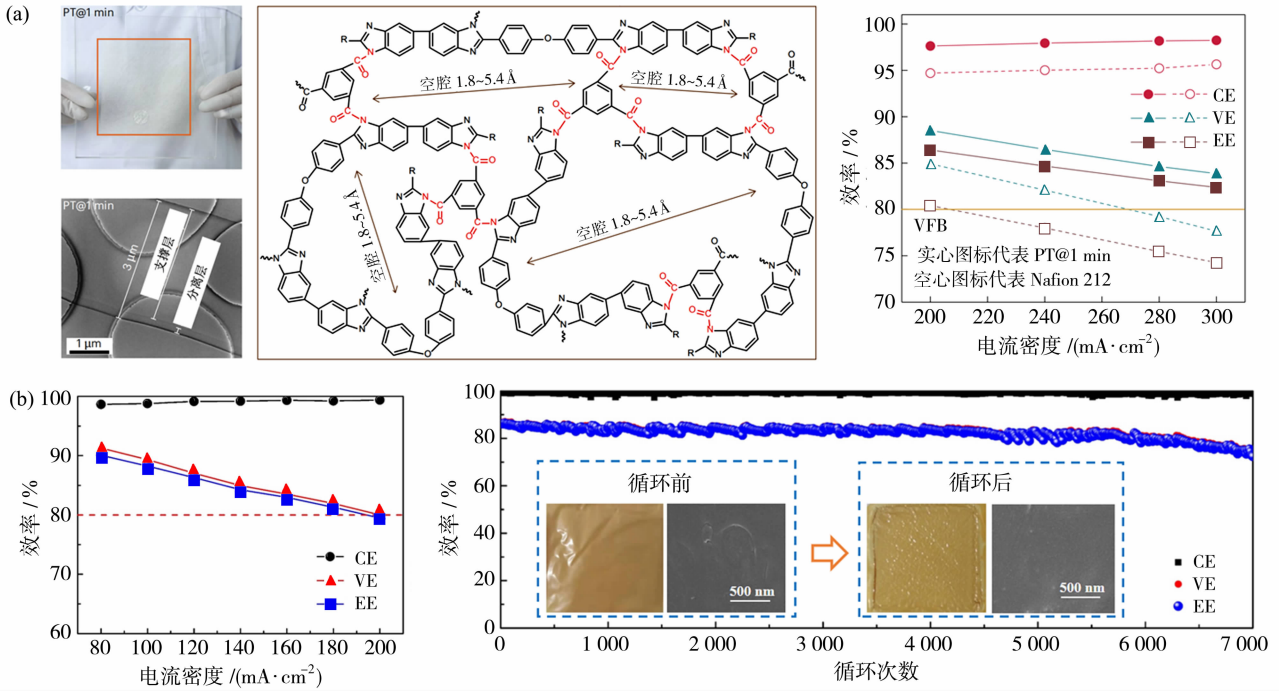 (a)
PT@1 min
PT@1 min
3 μm
支撑层
分离层
1 μm
空腔 1.8~5.4 Å
空腔 1.8~5.4 Å
空腔 1.8~5.4 Å
空腔 1.8~5.4 Å
效率 / %
100
95
90
85
80
75
70
CE
VE
EE
VFB
实心图标代表 PT@1 min
空心图标代表 Nafion 212
200 220 240 260 280 300
电流密度 /(mA·cm⁻²)
(b)
效率 / %
100
90
80
70
60
CE
VE
EE
80 100 120 140 160 180 200
电流密度 /(mA·cm⁻²)
效率 / %
100
80
60
40
20
0
循环前
500 nm
循环后
500 nm
CE
VE
EE
0 1 000 2 000 3 000 4 000 5 000 6 000 7 000
循环次数